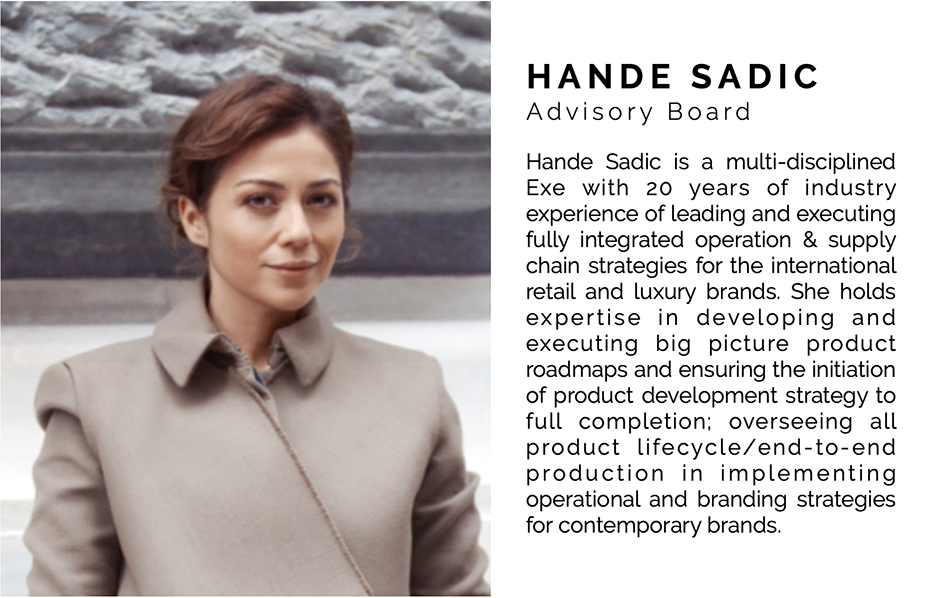 HANDE SADIC
Advisory Board
Hande Sadic is a multi-disciplined
Exe with 20 years of industry
experience of leading and executing
fully integrated operation & supply
chain strategies for the international
retail and luxury brands. She holds
expertise in developing and
executing big picture product
roadmaps and ensuring the initiation
of product development strategy to
full completion; overseeing all
product lifecycle/end-to-end
production in implementing
operational and branding strategies
for contemporary brands.